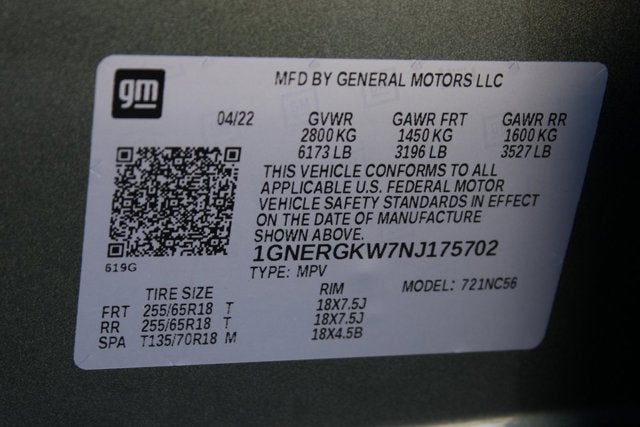 gm
MFD BY GENERAL MOTORS LLC
04/22 GVWR GAWR FRT GAWR RR
2800 KG 1450 KG 1600 KG
6173 LB 3196 LB 3527 LB
THIS VEHICLE CONFORMS TO ALL
APPLICABLE U.S. FEDERAL MOTOR
VEHICLE SAFETY STANDARDS IN EFFECT
ON THE DATE OF MANUFACTURE
SHOWN ABOVE.
619G
1GNERGKW7NJ175702
TYPE: MPV
MODEL: 721NC56
TIRE SIZE RIM
FRT 255/65R18 T 18X7.5J
RR 255/65R18 T 18X7.5J
SPA T135/70R18 M 18X4.5B